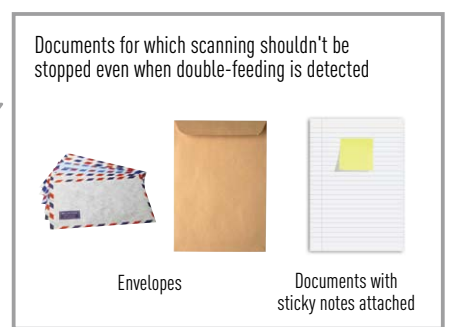 Documents for which scanning shouldn't be
stopped even when double-feeding is detected
Envelopes
Documents with
sticky notes attached